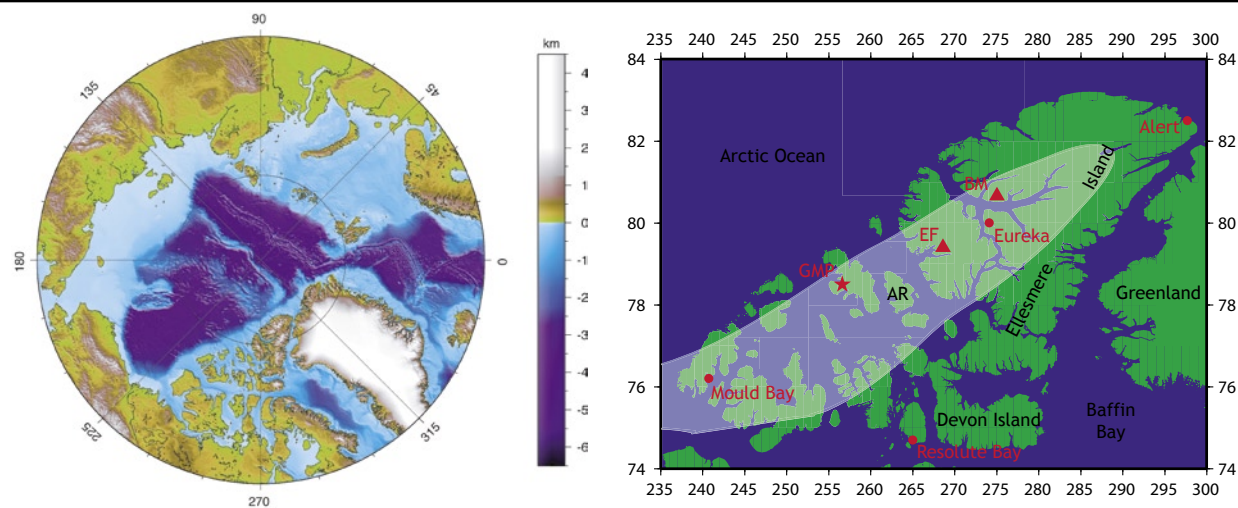 90
135
45
180
0
225
315
270
km
4
3
2
1
0
-1
-2
-3
-4
-5
-6
235 240 245 250 255 260 265 270 275 280 285 290 295 300
84 84
82 82
80 80
78 78
76 76
74 74
235 240 245 250 255 260 265 270 275 280 285 290 295 300
Alert
Arctic Ocean
Island
BM
EF
Eureka
GMP
AR
Ellesmere
Greenland
Mould Bay
Devon Island
Baffin
Bay
Resolute Bay